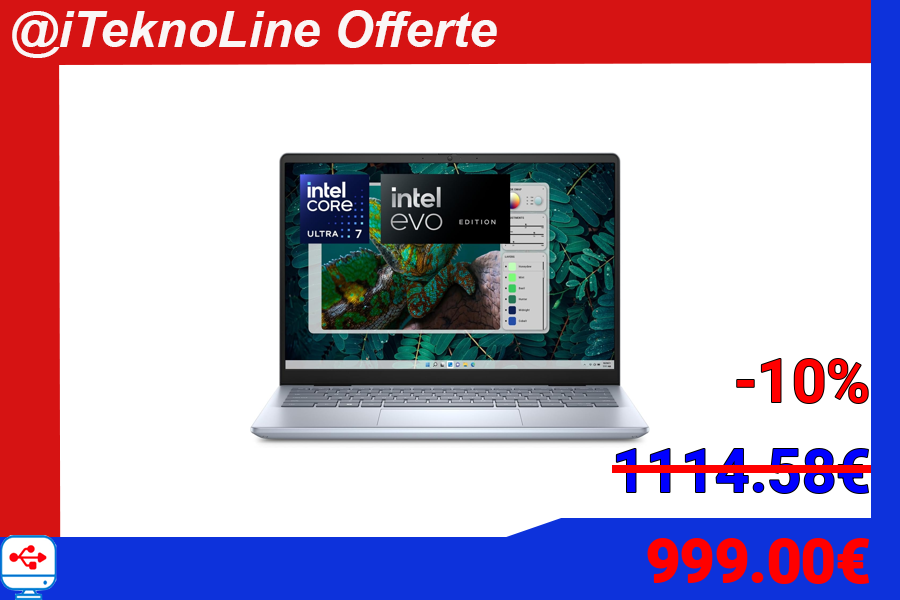 @iTeknoLine Offerte
intel
CORE
ULTRA 7
intel
evo EDITION
-10%
1114.58€
999.00€